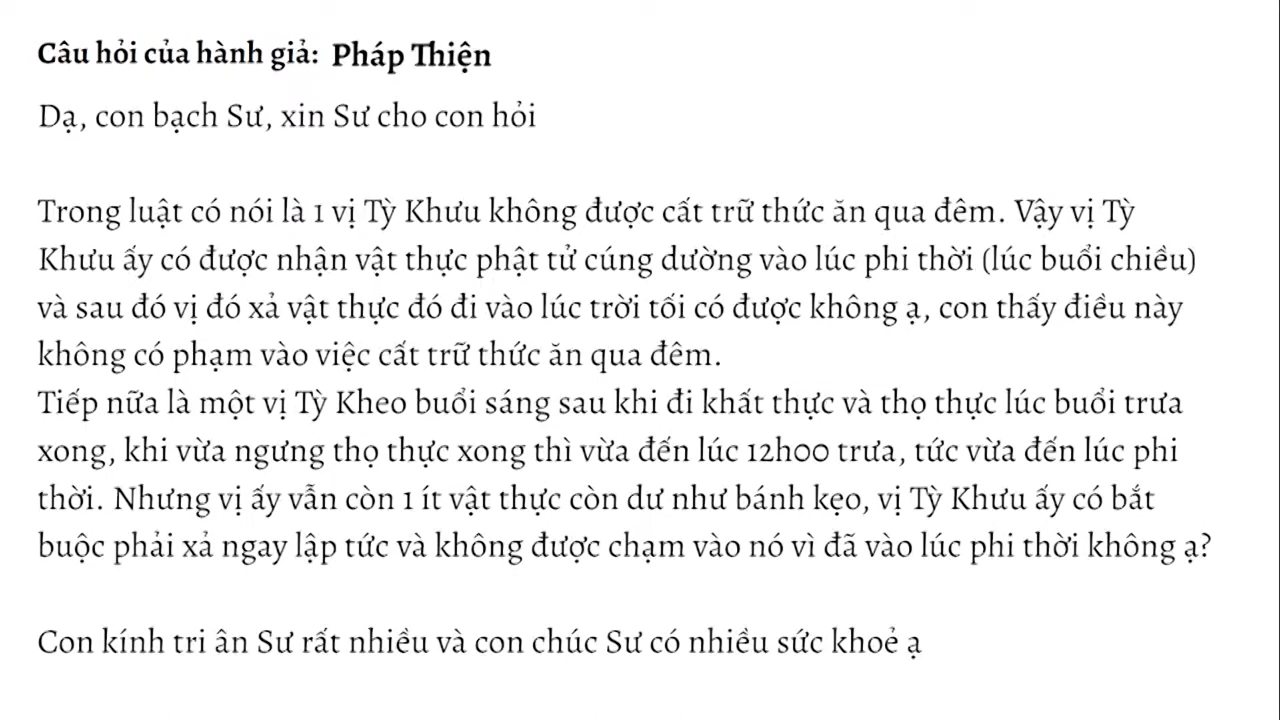 Câu hỏi của hành giả: Pháp Thiện
Dạ, con bạch Sư, xin Sư cho con hỏi
Trong luật có nói là 1 vị Tỳ Khưu không được cất trữ thức ăn qua đêm. Vậy vị Tỳ
Khưu ấy có được nhận vật thực phật tử cúng dường vào lúc phi thời (lúc buổi chiều)
và sau đó vị đó xả vật thực đó đi vào lúc trời tối có được không ạ, con thấy điều này
không có phạm vào việc cất trữ thức ăn qua đêm.
Tiếp nữa là một vị Tỳ Kheo buổi sáng sau khi đi khất thực và thọ thực lúc buổi trưa
xong, khi vừa ngưng thọ thực xong thì vừa đến lúc 12h00 trưa, tức vừa đến lúc phi
thời. Nhưng vị ấy vẫn còn 1 ít vật thực còn dư như bánh kẹo, vị Tỳ Khưu ấy có bắt
buộc phải xả ngay lập tức và không được chạm vào nó vì đã vào lúc phi thời không ạ?
Con kính tri ân Sư rất nhiều và con chúc Sư có nhiều sức khoẻ ạ